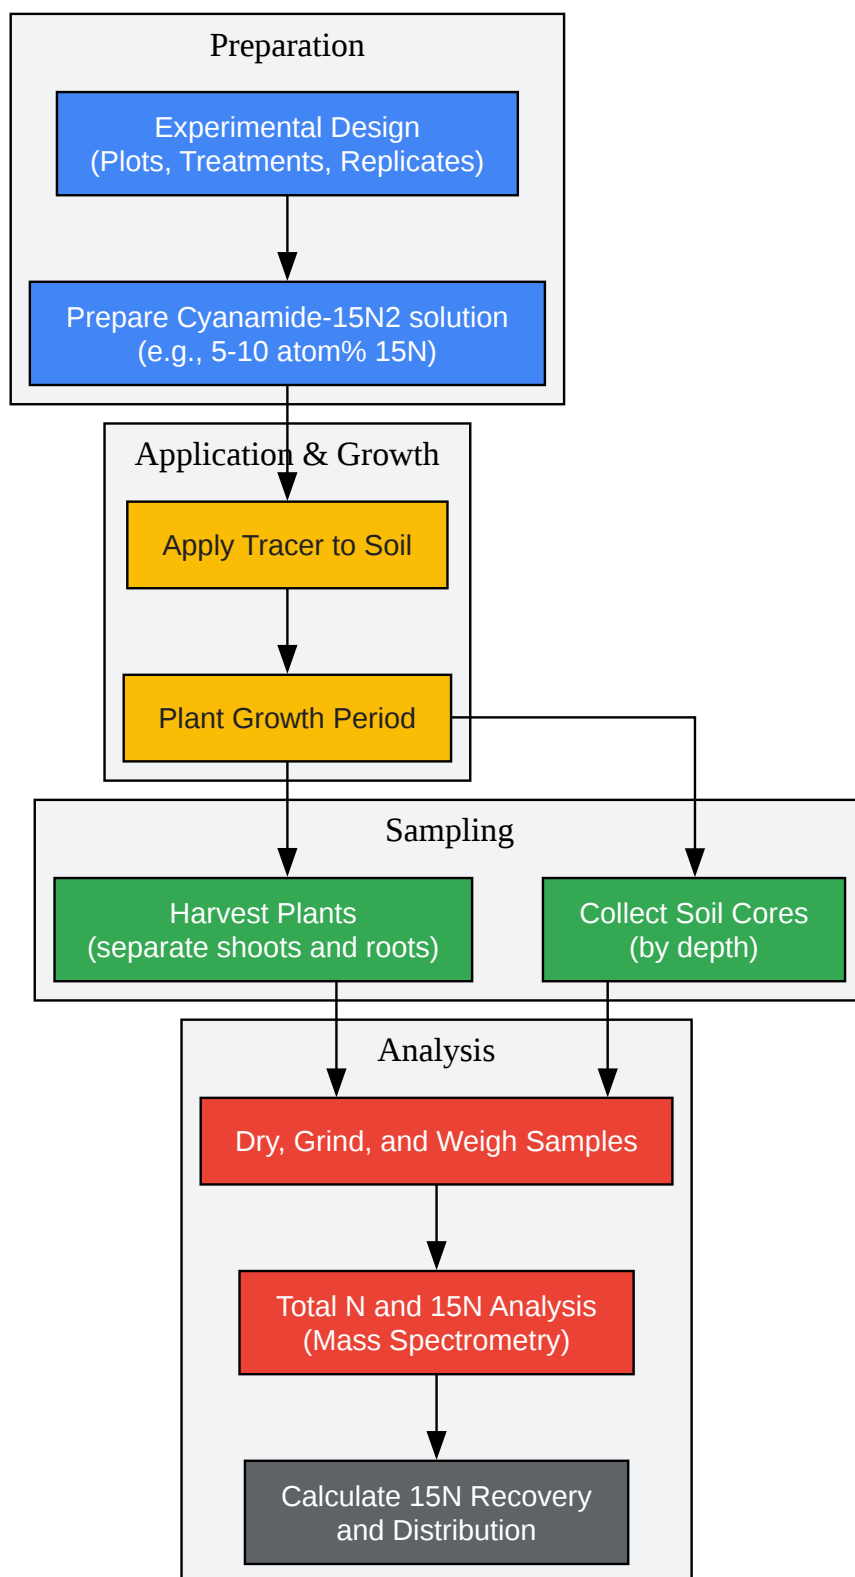 Preparation
Experimental Design
(Plots, Treatments, Replicates)
Prepare Cyanamide-15N2 solution
(e.g., 5-10 atom% 15N)
Application & Growth
Apply Tracer to Soil
Plant Growth Period
Sampling
Harvest Plants
(separate shoots and roots)
Collect Soil Cores
(by depth)
Analysis
Dry, Grind, and Weigh Samples
Total N and 15N Analysis
(Mass Spectrometry)
Calculate 15N Recovery
and Distribution